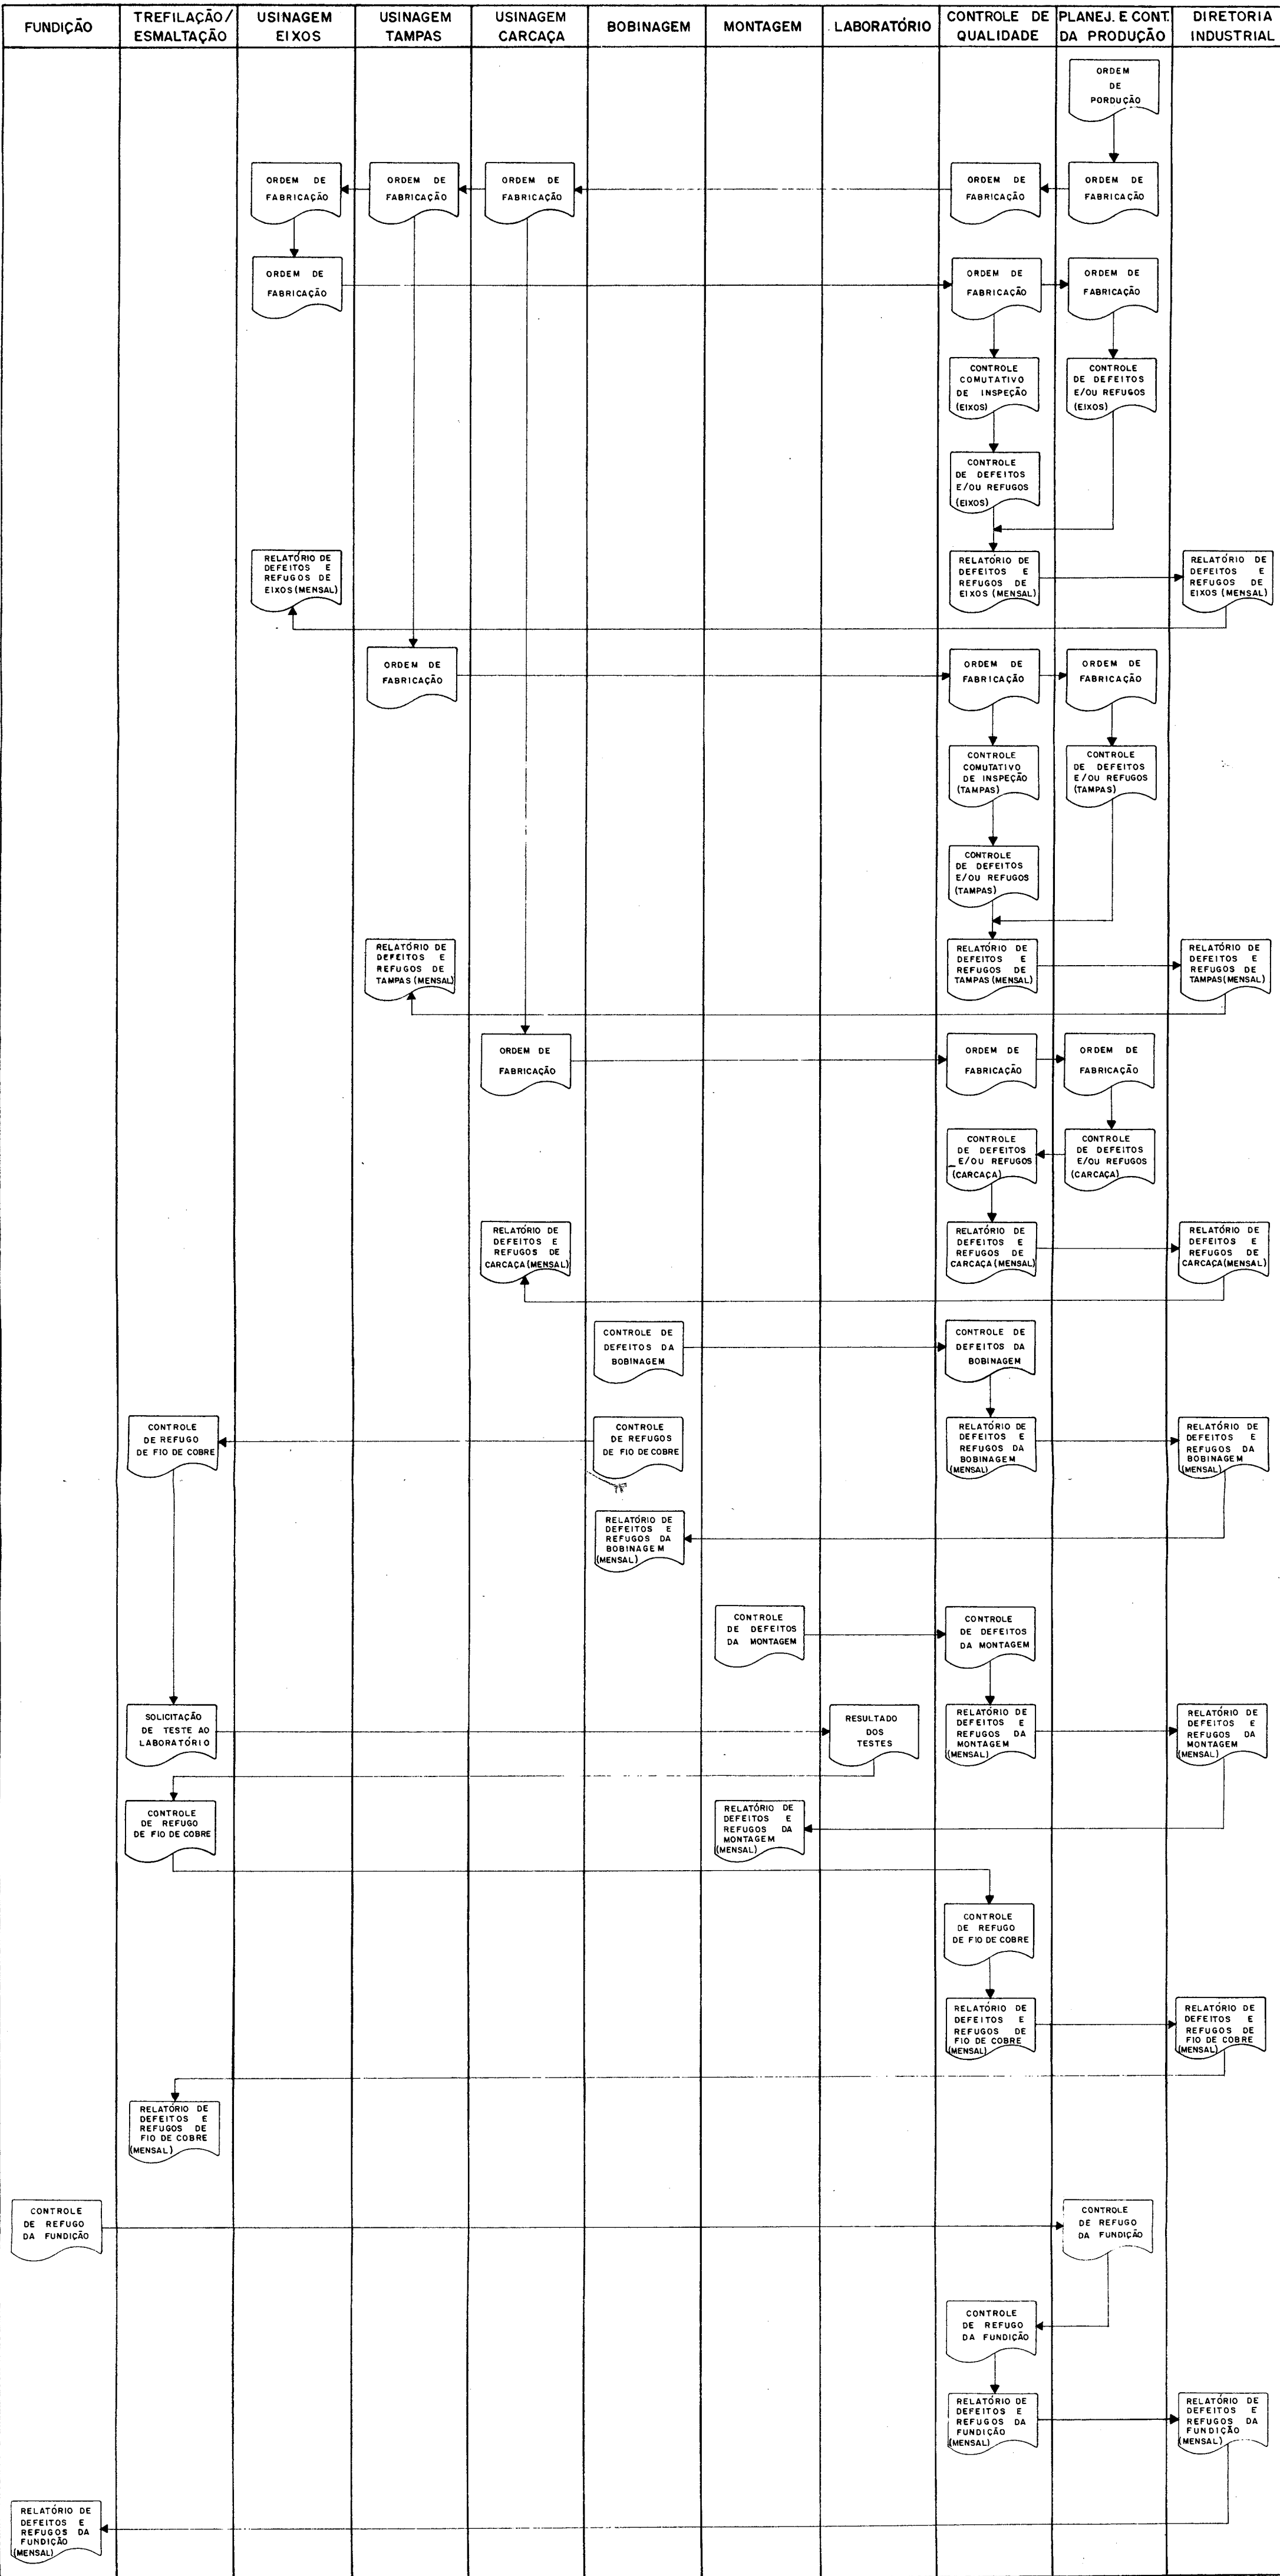 FUNDIÇÃO
TREFILAÇÃO/
ESMALTAÇÃO
USINAGEM
EIXOS
USINAGEM
TAMPAS
USINAGEM
CARCAÇA
BOBINAGEM
MONTAGEM
LABORATÓRIO
CONTROLE DE
QUALIDADE
PLANEJ. E CONT.
DA PRODUÇÃO
DIRETORIA
INDUSTRIAL
ORDEM
DE
PORDUÇÃO
ORDEM DE
FABRICAÇÃO
ORDEM DE
FABRICAÇÃO
ORDEM DE
FABRICAÇÃO
ORDEM DE
FABRICAÇÃO
ORDEM DE
FABRICAÇÃO
ORDEM DE
FABRICAÇÃO
ORDEM DE
FABRICAÇÃO
ORDEM DE
FABRICAÇÃO
CONTROLE
COMUTATIVO
DE INSPEÇÃO
(EIXOS)
CONTROLE
DE DEFEITOS
E/OU REFUGOS
(EIXOS)
CONTROLE
DE DEFEITOS
E/OU REFUGOS
(EIXOS)
RELATÓRIO DE
DEFEITOS E
REFUGOS DE
EIXOS (MENSAL)
RELATÓRIO DE
DEFEITOS E
REFUGOS DE
EIXOS (MENSAL)
RELATÓRIO DE
DEFEITOS E
REFUGOS DE
EIXOS (MENSAL)
ORDEM DE
FABRICAÇÃO
ORDEM DE
FABRICAÇÃO
ORDEM DE
FABRICAÇÃO
CONTROLE
COMUTATIVO
DE INSPEÇÃO
(TAMPAS)
CONTROLE
DE DEFEITOS
E/OU REFUGOS
(TAMPAS)
CONTROLE
DE DEFEITOS
E/OU REFUGOS
(TAMPAS)
RELATÓRIO DE
DEFEITOS E
REFUGOS DE
TAMPAS (MENSAL)
RELATÓRIO DE
DEFEITOS E
REFUGOS DE
TAMPAS (MENSAL)
RELATÓRIO DE
DEFEITOS E
REFUGOS DE
TAMPAS(MENSAL)
ORDEM DE
FABRICAÇÃO
ORDEM DE
FABRICAÇÃO
ORDEM DE
FABRICAÇÃO
CONTROLE
DE DEFEITOS
E/OU REFUGOS
(CARCAÇA)
CONTROLE
DE DEFEITOS
E/OU REFUGOS
(CARCAÇA)
RELATÓRIO DE
DEFEITOS E
REFUGOS DE
CARCAÇA (MENSAL)
RELATÓRIO DE
DEFEITOS E
REFUGOS DE
CARCAÇA (MENSAL)
RELATÓRIO DE
DEFEITOS E
REFUGOS DE
CARCAÇA(MENSAL)
CONTROLE DE
DEFEITOS DA
BOBINAGEM
CONTROLE DE
DEFEITOS DA
BOBINAGEM
CONTROLE
DE REFUGO
DE FIO DE COBRE
CONTROLE
DE REFUGOS
DE FIO DE COBRE
RELATÓRIO DE
DEFEITOS E
REFUGOS DA
BOBINAGEM
(MENSAL)
RELATÓRIO DE
DEFEITOS E
REFUGOS DA
BOBINAGEM
(MENSAL)
RELATÓRIO DE
DEFEITOS E
REFUGOS DA
BOBINAGEM
(MENSAL)
CONTROLE
DE DEFEITOS
DA MONTAGEM
CONTROLE
DE DEFEITOS
DA MONTAGEM
SOLICITAÇÃO
DE TESTE AO
LABORATÓRIO
RESULTADO
DOS
TESTES
RELATÓRIO DE
DEFEITOS E
REFUGOS DA
MONTAGEM
(MENSAL)
RELATÓRIO DE
DEFEITOS E
REFUGOS DA
MONTAGEM
(MENSAL)
CONTROLE
DE REFUGO
DE FIO DE COBRE
RELATÓRIO DE
DEFEITOS E
REFUGOS DA
MONTAGEM
(MENSAL)
CONTROLE
DE REFUGO
DE FIO DE COBRE
RELATÓRIO DE
DEFEITOS E
REFUGOS DE
FIO DE COBRE
(MENSAL)
RELATÓRIO DE
DEFEITOS E
REFUGOS DE
FIO DE COBRE
(MENSAL)
RELATÓRIO DE
DEFEITOS E
REFUGOS DE
FIO DE COBRE
(MENSAL)
CONTROLE
DE REFUGO
DA FUNDIÇÃO
CONTROLE
DE REFUGO
DA FUNDIÇÃO
CONTROLE
DE REFUGO
DA FUNDIÇÃO
RELATÓRIO DE
DEFEITOS E
REFUGOS DA
FUNDIÇÃO
(MENSAL)
RELATÓRIO DE
DEFEITOS E
REFUGOS DA
FUNDIÇÃO
(MENSAL)
RELATÓRIO DE
DEFEITOS E
REFUGOS DA
FUNDIÇÃO
(MENSAL)